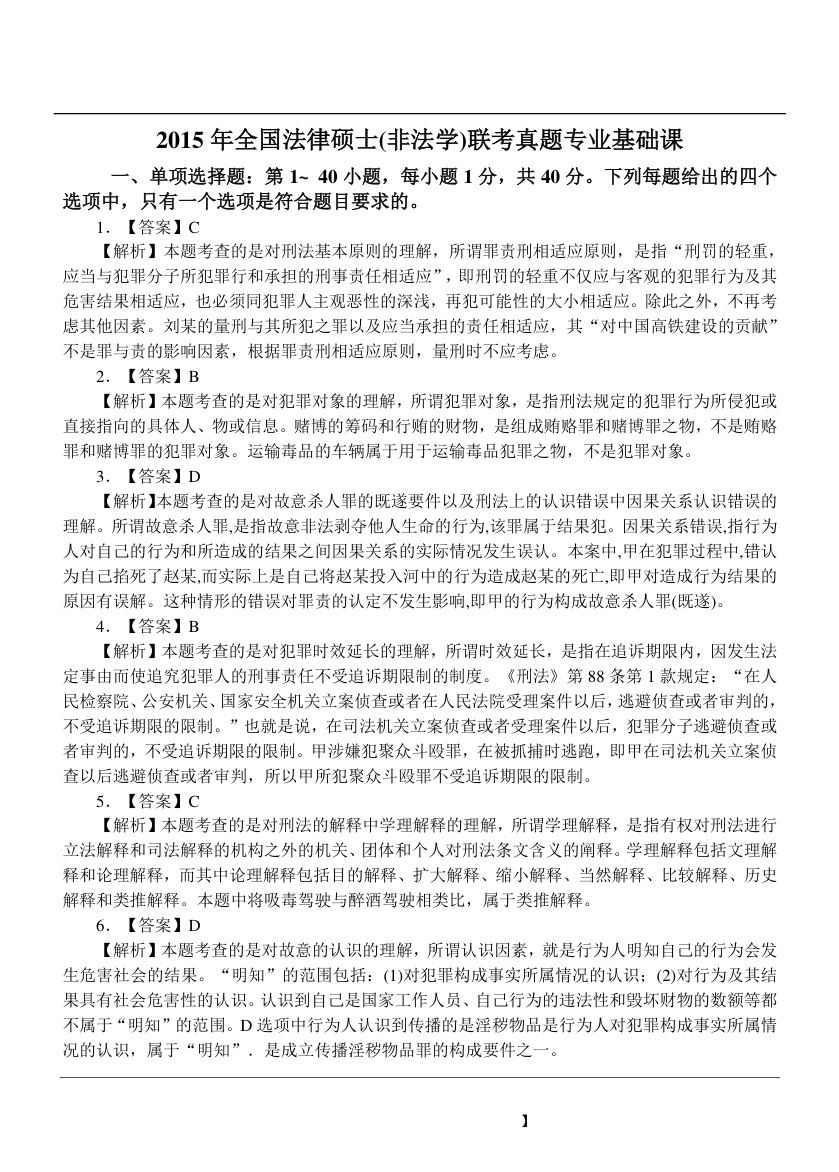 2015 年全国法律硕士(非法学)联考真题专业基础课
一、单项选择题：第 1~ 40 小题，每小题 1 分，共 40 分。下列每题给出的四个
选项中，只有一个选项是符合题目要求的。
1．【答案】C
【解析】本题考查的是对刑法基本原则的理解，所谓罪责刑相适应原则，是指“刑罚的轻重，
应当与犯罪分子所犯罪行和承担的刑事责任相适应”，即刑罚的轻重不仅应与客观的犯罪行为及其
危害结果相适应，也必须同犯罪人主观恶性的深浅，再犯可能性的大小相适应。除此之外，不再考
虑其他因素。刘某的量刑与其所犯之罪以及应当承担的责任相适应，其“对中国高铁建设的贡献”
不是罪与责的影响因素，根据罪责刑相适应原则，量刑时不应考虑。
2．【答案】B
【解析】本题考查的是对犯罪对象的理解，所谓犯罪对象，是指刑法规定的犯罪行为所侵犯或
直接指向的具体人、物或信息。赌博的筹码和行贿的财物，是组成贿赂罪和赌博罪之物，不是贿赂
罪和赌博罪的犯罪对象。运输毒品的车辆属于用于运输毒品犯罪之物，不是犯罪对象。
3．【答案】D
【解析】本题考查的是对故意杀人罪的既遂要件以及刑法上的认识错误中因果关系认识错误的
理解。所谓故意杀人罪,是指故意非法剥夺他人生命的行为,该罪属于结果犯。因果关系错误,指行为
人对自己的行为和所造成的结果之间因果关系的实际情况发生误认。本案中,甲在犯罪过程中,错认
为自己掐死了赵某,而实际上是自己将赵某投入河中的行为造成赵某的死亡,即甲对造成行为结果的
原因有误解。这种情形的错误对罪责的认定不发生影响,即甲的行为构成故意杀人罪(既遂)。
4．【答案】B
【解析】本题考查的是对犯罪时效延长的理解，所谓时效延长，是指在追诉期限内，因发生法
定事由而使追究犯罪人的刑事责任不受追诉期限制的制度。《刑法》第 88 条第 1 款规定：“在人
民检察院、公安机关、国家安全机关立案侦查或者在人民法院受理案件以后，逃避侦查或者审判的，
不受追诉期限的限制。”也就是说，在司法机关立案侦查或者受理案件以后，犯罪分子逃避侦查或
者审判的，不受追诉期限的限制。甲涉嫌犯聚众斗殴罪，在被抓捕时逃跑，即甲在司法机关立案侦
查以后逃避侦查或者审判，所以甲所犯聚众斗殴罪不受追诉期限的限制。
5．【答案】C
【解析】本题考查的是对刑法的解释中学理解释的理解，所谓学理解释，是指有权对刑法进行
立法解释和司法解释的机构之外的机关、团体和个人对刑法条文含义的阐释。学理解释包括文理解
释和论理解释，而其中论理解释包括目的解释、扩大解释、缩小解释、当然解释、比较解释、历史
解释和类推解释。本题中将吸毒驾驶与醉酒驾驶相类比，属于类推解释。
6．【答案】D
【解析】本题考查的是对故意的认识的理解，所谓认识因素，就是行为人明知自己的行为会发
生危害社会的结果。“明知”的范围包括：(1)对犯罪构成事实所属情况的认识；(2)对行为及其结
果具有社会危害性的认识。认识到自己是国家工作人员、自己行为的违法性和毁坏财物的数额等都
不属于“明知”的范围。D 选项中行为人认识到传播的是淫秽物品是行为人对犯罪构成事实所属情
况的认识，属于“明知”．是成立传播淫秽物品罪的构成要件之一。
】